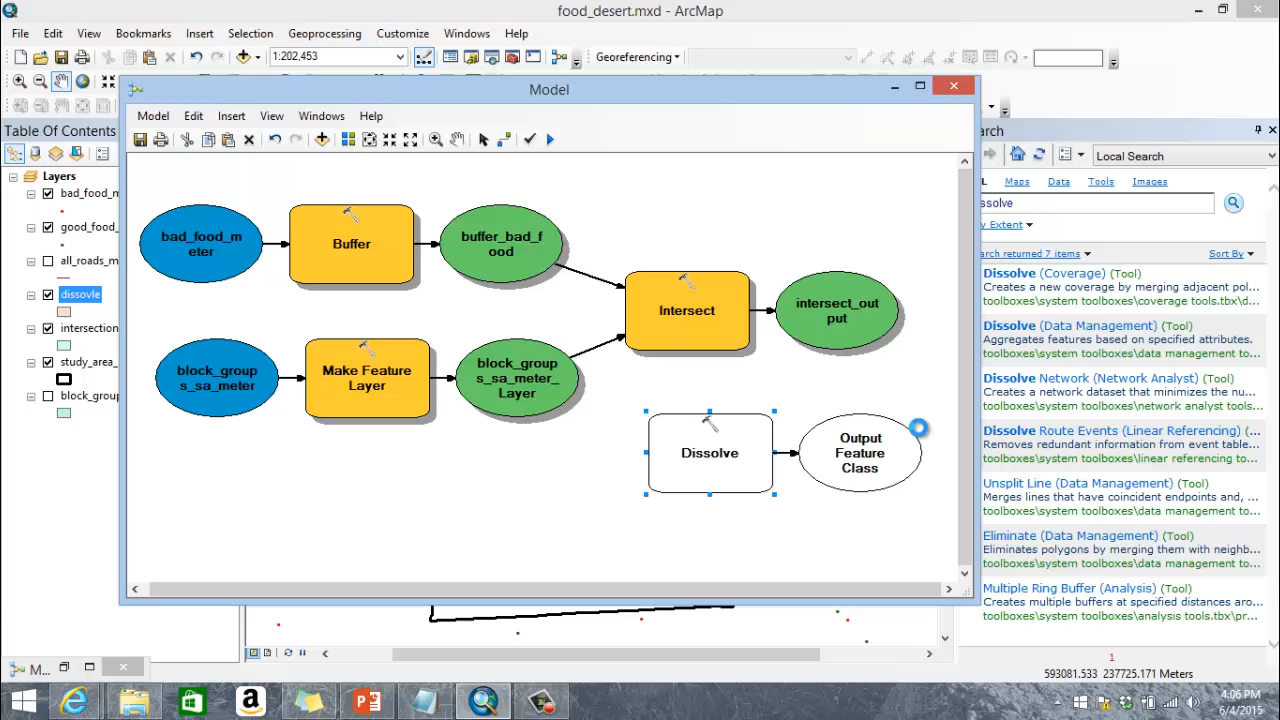 food_desert.mxd - ArcMap
File Edit View Bookmarks Insert Selection Geoprocessing Customize Windows Help
1:202,453
Georeferencing
Model
Model Edit Insert View Windows Help
Table Of Contents
Layers
bad_food_m
good_food_
all_roads_m
dissovle
intersection
study_area_
block_group
bad_food_m
eter
Buffer
buffer_bad_f
ood
Intersect
intersect_out
put
block_group
s_sa_meter
Make Feature
Layer
block_group
s_sa_meter_
Layer
Dissolve
Output
Feature
Class
arch
Local Search
L Maps Data Tools Images
ssolve
y Extent
arch returned 7 items Sort By
Dissolve (Coverage) (Tool)
Creates a new coverage by merging adjacent pol...
toolboxes\system toolboxes\coverage tools.tbx\d...
Dissolve (Data Management) (Tool)
Aggregates features based on specified attributes.
toolboxes\system toolboxes\data management to...
Dissolve Network (Network Analyst) (Tool)
Creates a network dataset that minimizes the nu...
toolboxes\system toolboxes\network analyst tools...
Dissolve Route Events (Linear Referencing) (...
Removes redundant information from event table...
toolboxes\system toolboxes\linear referencing to...
Unsplit Line (Data Management) (Tool)
Merges lines that have coincident endpoints and, ...
toolboxes\system toolboxes\data management to...
Eliminate (Data Management) (Tool)
Eliminates polygons by merging them with neighb...
toolboxes\system toolboxes\data management to...
Multiple Ring Buffer (Analysis) (Tool)
Creates multiple buffers at specified distances aro...
toolboxes\system toolboxes\analysis tools.tbx\pr...
1
M...
593081.533 237725.171 Meters
4:06 PM
6/4/2015